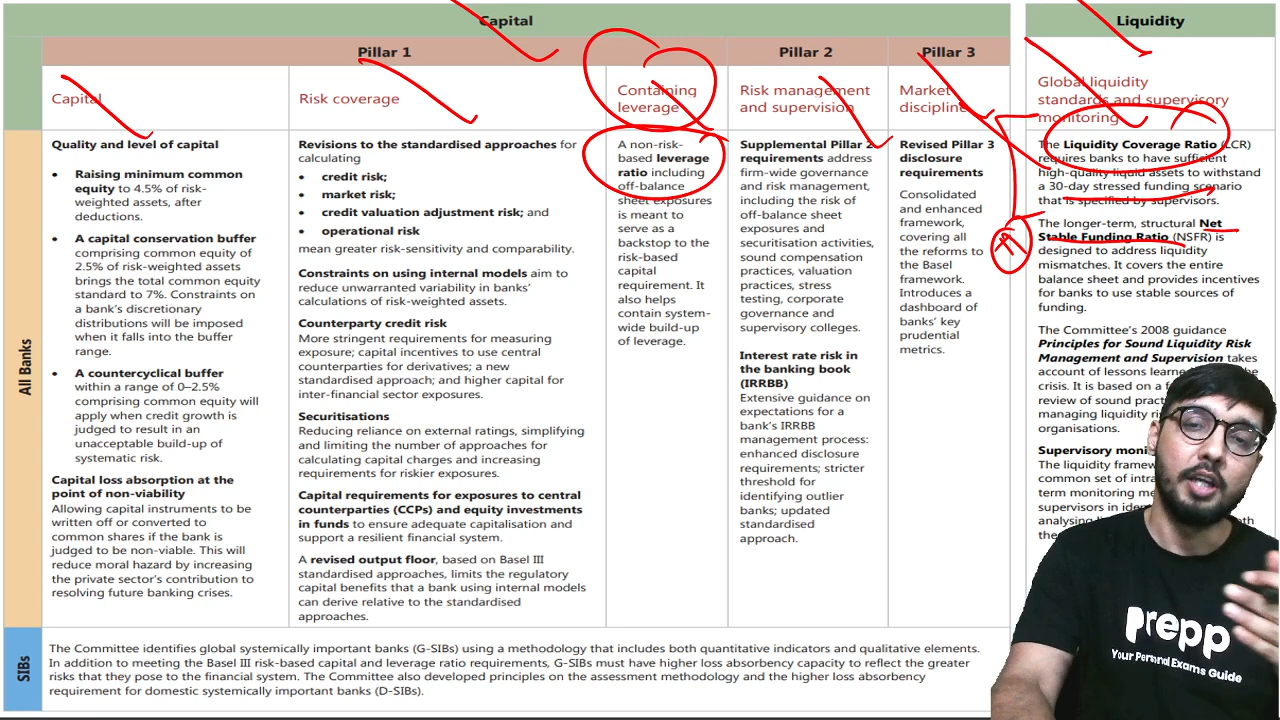 Capital
Liquidity
Pillar 1
Pillar 2
Pillar 3
Capital
Risk coverage
Containing
leverage
Risk management
and supervision
Market
discipline
Global liquidity
standards and supervisory
monitoring
All Banks
Quality and level of capital
• Raising minimum common
equity to 4.5% of risk-
weighted assets, after
deductions.
• A capital conservation buffer
comprising common equity of
2.5% of risk-weighted assets
brings the total common equity
standard to 7%. Constraints on
a bank's discretionary
distributions will be imposed
when it falls into the buffer
range.
• A countercyclical buffer
within a range of 0–2.5%
comprising common equity will
apply when credit growth is
judged to result in an
unacceptable build-up of
systematic risk.
Capital loss absorption at the
point of non-viability
Allowing capital instruments to be
written off or converted to
common shares if the bank is
judged to be non-viable. This will
reduce moral hazard by increasing
the private sector's contribution to
resolving future banking crises.
Revisions to the standardised approaches for
calculating
• credit risk;
• market risk;
• credit valuation adjustment risk; and
• operational risk
mean greater risk-sensitivity and comparability.
Constraints on using internal models aim to
reduce unwarranted variability in banks'
calculations of risk-weighted assets.
Counterparty credit risk
More stringent requirements for measuring
exposure; capital incentives to use central
counterparties for derivatives; a new
standardised approach; and higher capital for
inter-financial sector exposures.
Securitisations
Reducing reliance on external ratings, simplifying
and limiting the number of approaches for
calculating capital charges and increasing
requirements for riskier exposures.
Capital requirements for exposures to central
counterparties (CCPs) and equity investments
in funds to ensure adequate capitalisation and
support a resilient financial system.
A revised output floor, based on Basel III
standardised approaches, limits the regulatory
capital benefits that a bank using internal models
can derive relative to the standardised
approaches.
A non-risk-
based leverage
ratio including
off-balance
sheet exposures
is meant to
serve as a
backstop to the
risk-based
capital
requirement. It
also helps
contain system-
wide build-up
of leverage.
Supplemental Pillar 2
requirements address
firm-wide governance
and risk management,
including the risk of
off-balance sheet
exposures and
securitisation activities,
sound compensation
practices, valuation
practices, stress
testing, corporate
governance and
supervisory colleges.
Interest rate risk in
the banking book
(IRRBB)
Extensive guidance on
expectations for a
bank's IRRBB
management process:
enhanced disclosure
requirements; stricter
threshold for
identifying outlier
banks; updated
standardised
approach.
Revised Pillar 3
disclosure
requirements
Consolidated
and enhanced
framework,
covering all
the reforms to
the Basel
framework.
Introduces a
dashboard of
banks' key
prudential
metrics.
The Liquidity Coverage Ratio (LCR)
requires banks to have sufficient
high-quality liquid assets to withstand
a 30-day stressed funding scenario
that is specified by supervisors.
The longer-term, structural Net
Stable Funding Ratio (NSFR) is
designed to address liquidity
mismatches. It covers the entire
balance sheet and provides incentives
for banks to use stable sources of
funding.
The Committee's 2008 guidance
Principles for Sound Liquidity Risk
Management and Supervision takes
account of lessons learned
crisis. It is based on a
review of sound
managing liquidity
organisations.
Supervisory
The liquidity
common set of
term monitoring
supervisors in
analysing
SIBs
The Committee identifies global systemically important banks (G-SIBs) using a methodology that includes both quantitative indicators and qualitative elements.
In addition to meeting the Basel III risk-based capital and leverage ratio requirements, G-SIBs must have higher loss absorbency capacity to reflect the greater
risks that they pose to the financial system. The Committee also developed principles on the assessment methodology and the higher loss absorbency
requirement for domestic systemically important banks (D-SIBs).
prepp
Your Personal Exams Guide